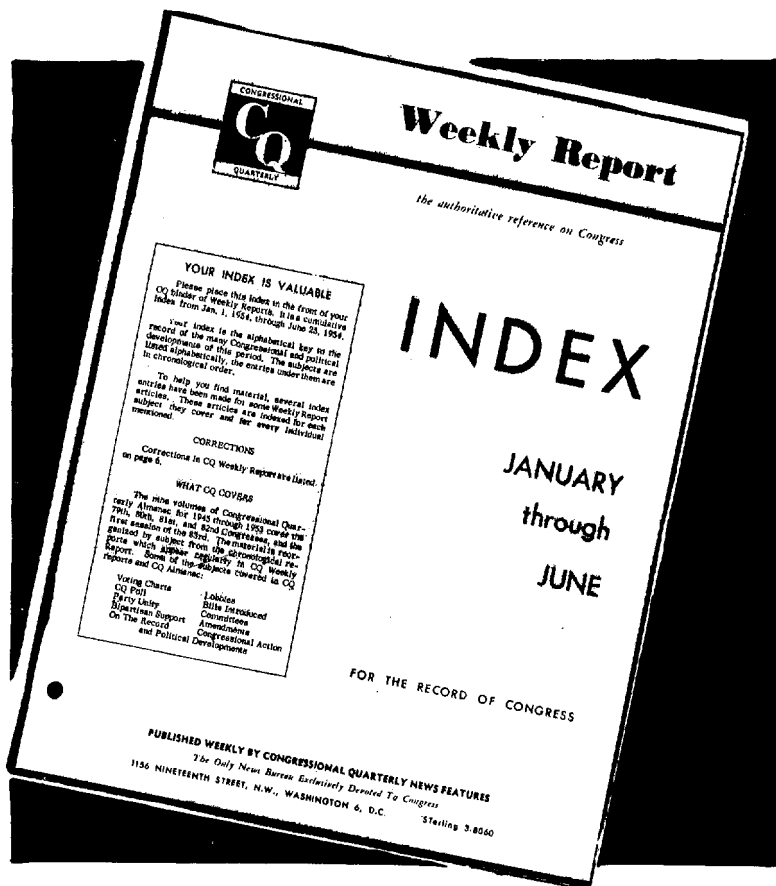 CONGRESSIONAL
CQ
QUARTERLY
Weekly Report
the authoritative reference on Congress
YOUR INDEX IS VALUABLE
Please place this index in the front of your
CQ binder of Weekly Reports. It is a cumulative
index from Jan. 1, 1954, through June 25, 1954.
Your index is the alphabetical key to the
record of the many Congressional and political
developments of this period. The subjects are
listed alphabetically, the entries under them are
in chronological order.
To help you find material, several index
entries have been made for some Weekly Report
articles. These articles are indexed for each
subject they cover and for every individual
mentioned.
CORRECTIONS
Corrections in CQ Weekly Report are listed
on page 6.
WHAT CQ COVERS
The nine volumes of Congressional Quar-
terly Almanac for 1945 through 1953 cover the
79th, 80th, 81st, and 82nd Congresses, and the
first session of the 83rd. The material is reor-
ganized by subject from the chronological re-
ports which appear regularly in CQ Weekly
Report. Some of the subjects covered in CQ
reports and CQ Almanac:
Voting Charts Lobbies
CQ Poll Bills Introduced
Party Unity Committees
Bipartisan Support Amendments
On The Record Congressional Action
and Political Developments
INDEX
JANUARY
through
JUNE
FOR THE RECORD OF CONGRESS
PUBLISHED WEEKLY BY CONGRESSIONAL QUARTERLY NEWS FEATURES
The Only News Bureau Exclusively Devoted To Congress
1156 NINETEENTH STREET, N.W., WASHINGTON 6, D.C. STerling 3-8060